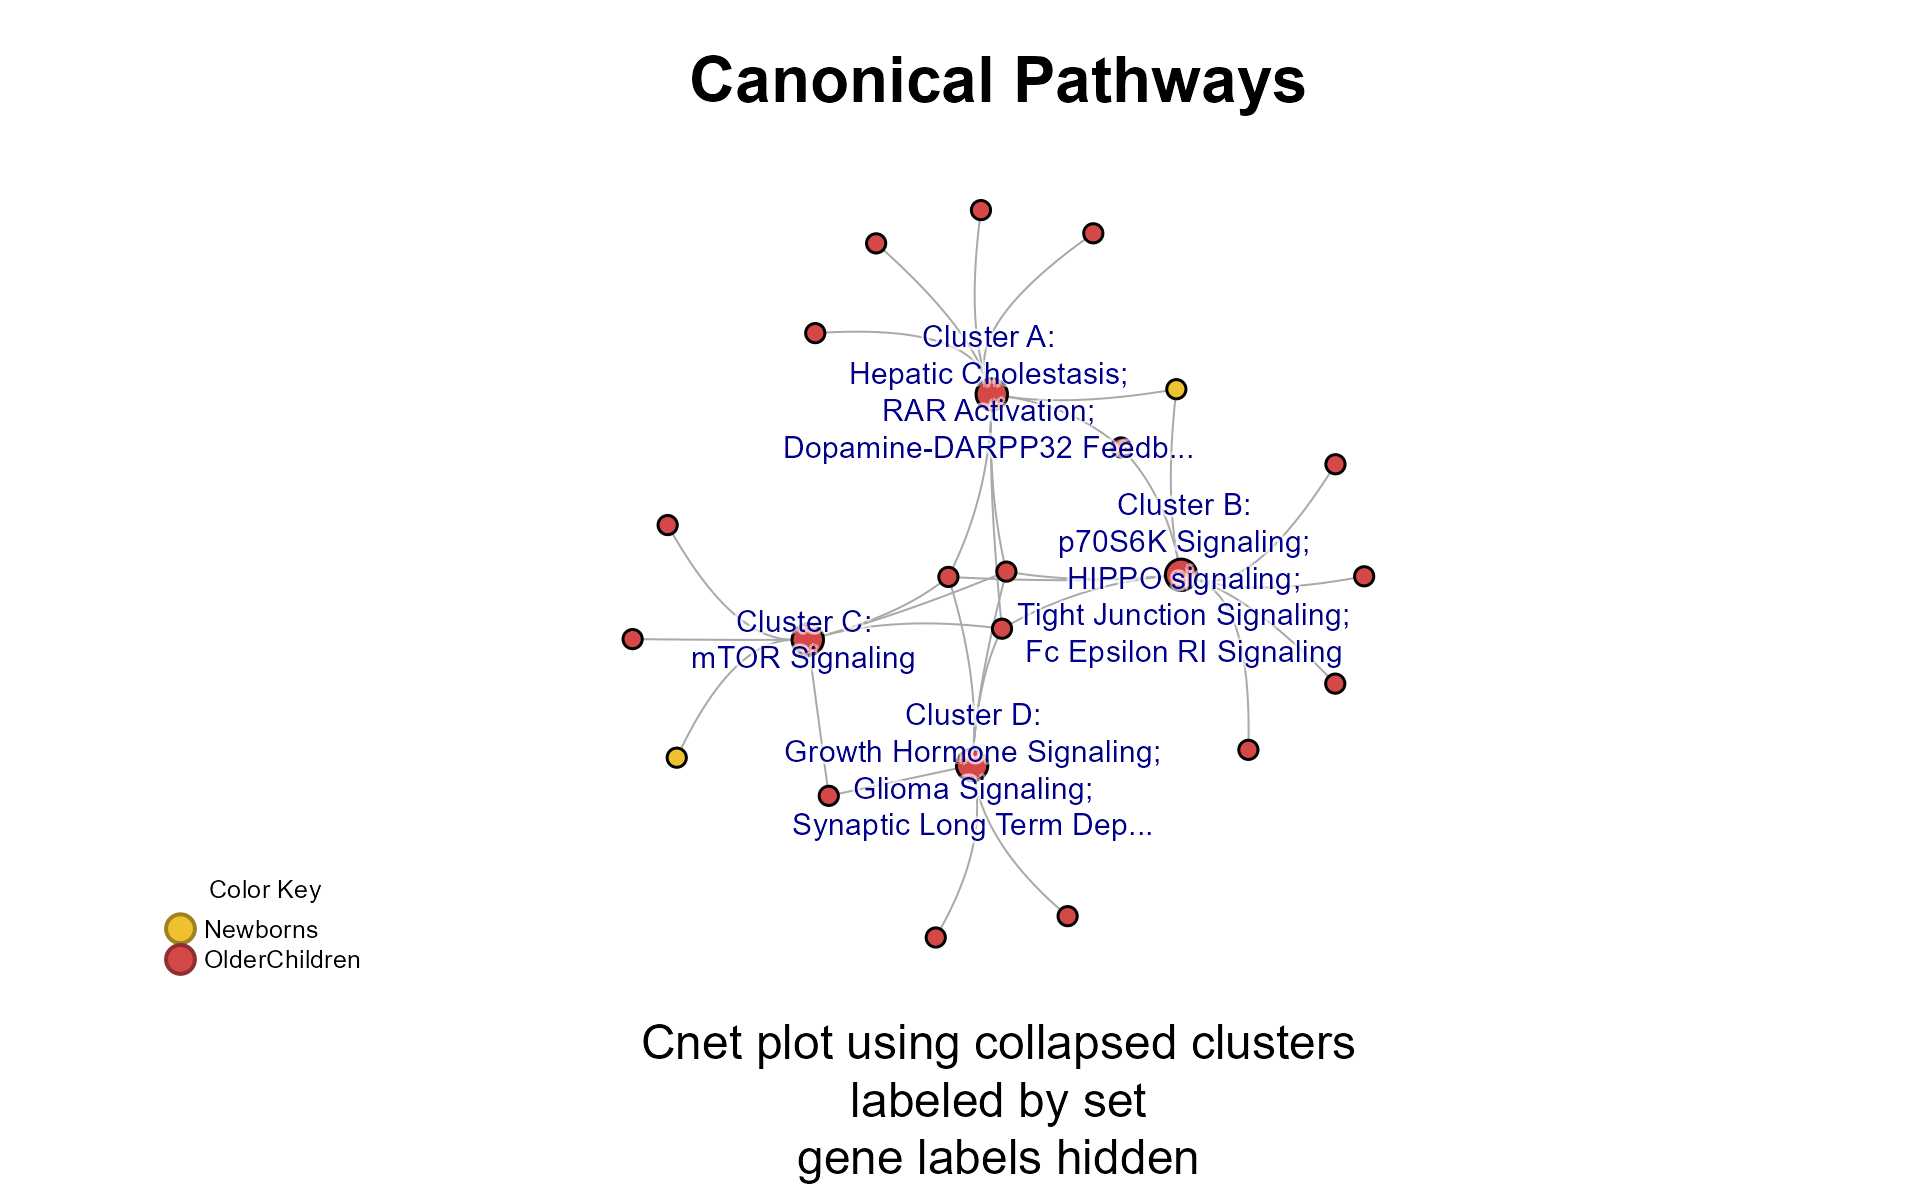 Canonical Pathways
Cluster A:
Hepatic Cholestasis;
RAR Activation;
Dopamine-DARPP32 Feedb...
Cluster B:
p70S6K Signaling;
HIPPO signaling;
Tight Junction Signaling;
Fc Epsilon RI Signaling
Cluster C:
mTOR Signaling
Cluster D:
Growth Hormone Signaling;
Glioma Signaling;
Synaptic Long Term Dep...
Color Key
Newborns
OlderChildren
Cnet plot using collapsed clusters
labeled by set
gene labels hidden